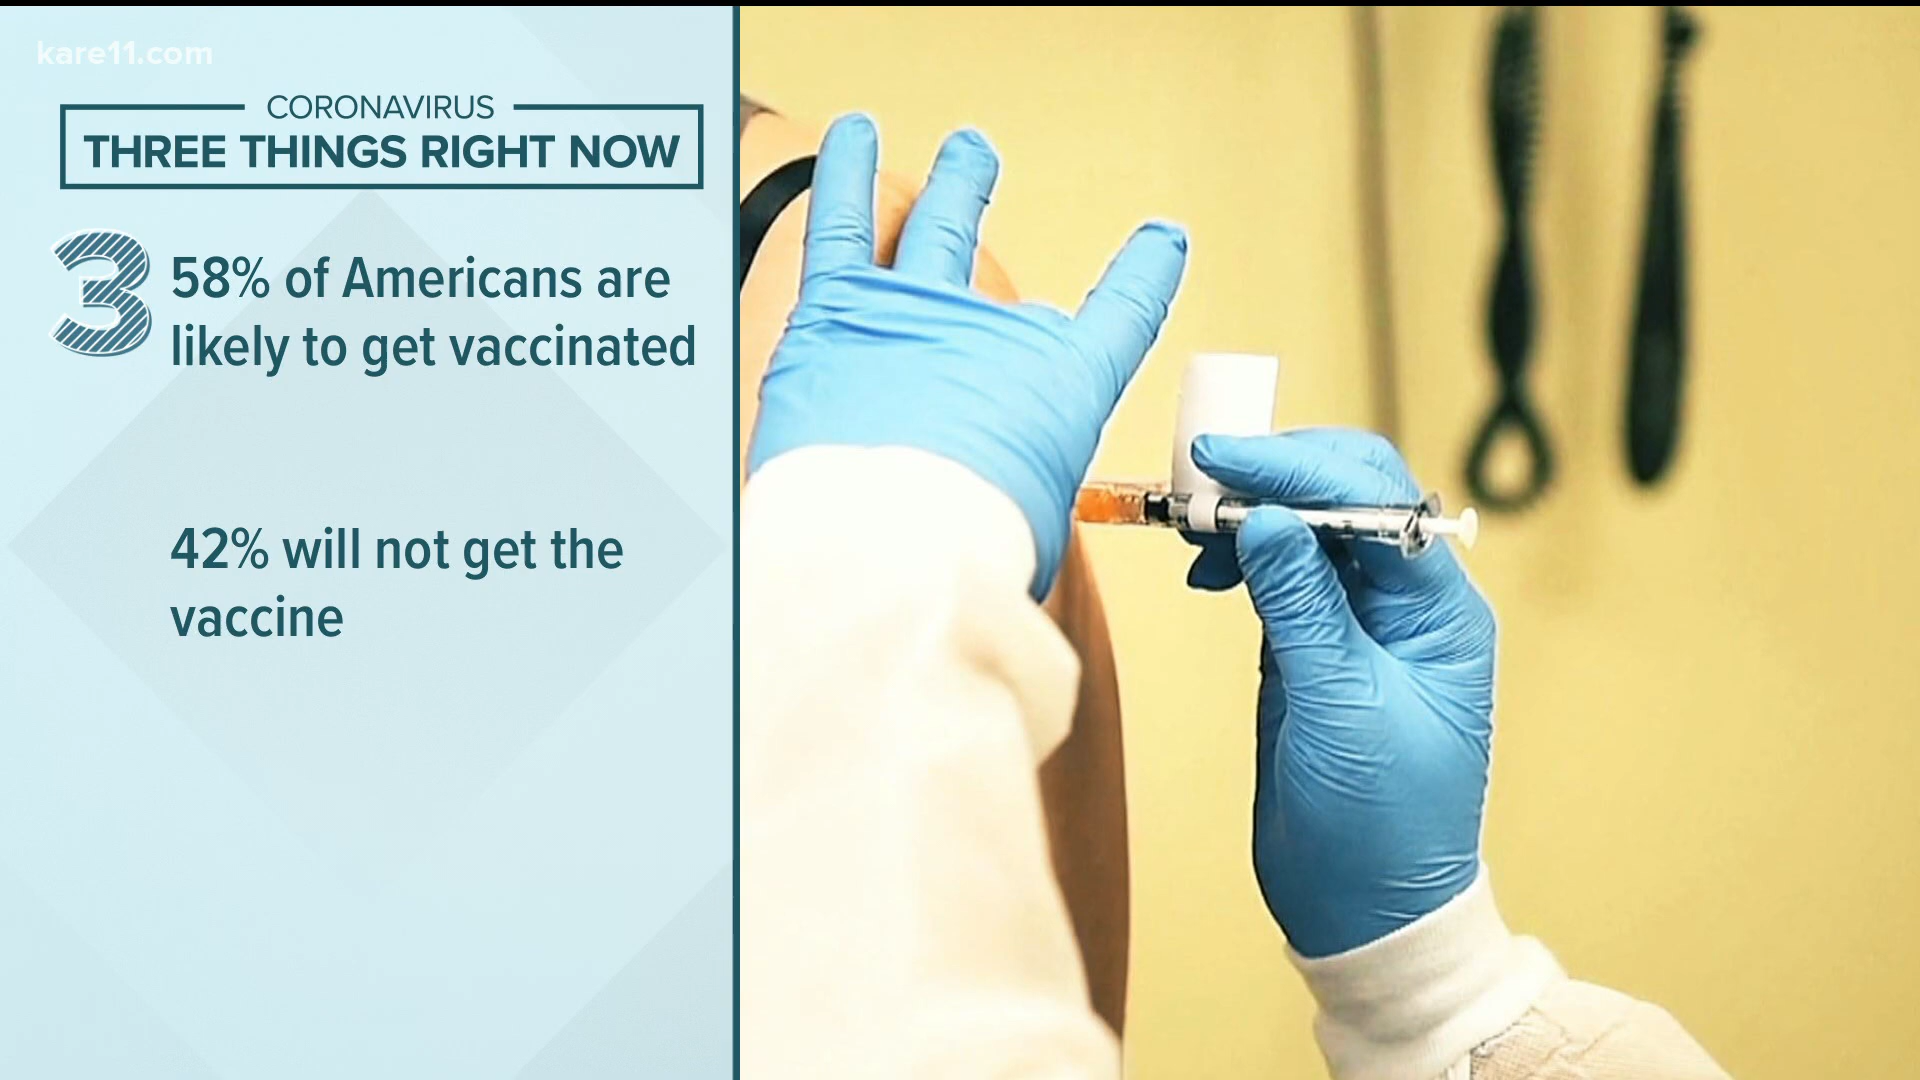 kare11.com
CORONAVIRUS
THREE THINGS RIGHT NOW
3
58% of Americans are
likely to get vaccinated
42% will not get the
vaccine